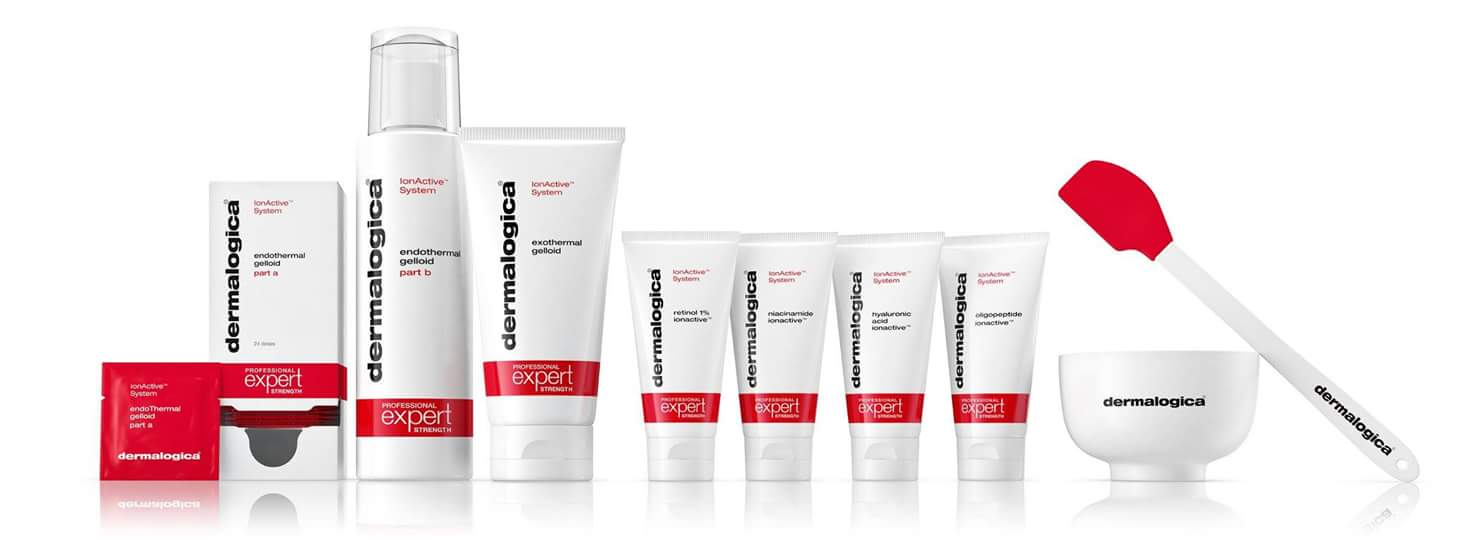 ionActive™
System
endoThermal
gelloid
part a
dermalogica
dermalogica®
IonActive™
System
endothermal
gelloid
part a
24 doses
PROFESSIONAL
expert
STRENGTH
dermalogica®
IonActive™
System
endothermal
gelloid
part b
PROFESSIONAL
expert
STRENGTH
dermalogica®
IonActive™
System
exothermal
gelloid
PROFESSIONAL
expert
STRENGTH
dermalogica®
IonActive™
System
retinol 1%
ionactive™
PROFESSIONAL
expert
STRENGTH
dermalogica®
IonActive™
System
niacinamide
ionactive™
PROFESSIONAL
expert
STRENGTH
dermalogica®
IonActive™
System
hyaluronic
acid
ionactive™
PROFESSIONAL
expert
STRENGTH
dermalogica®
IonActive™
System
oligopeptide
ionactive™
PROFESSIONAL
expert
STRENGTH
dermalogica®
dermalogica®